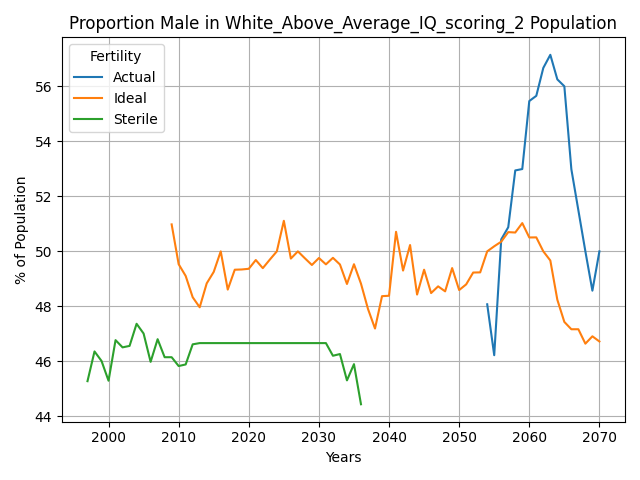 Proportion Male in White_Above_Average_IQ_scoring_2 Population
Fertility
Actual
Ideal
Sterile
% of Population
56
54
52
50
48
46
44
2000
2010
2020
2030
2040
2050
2060
2070
Years